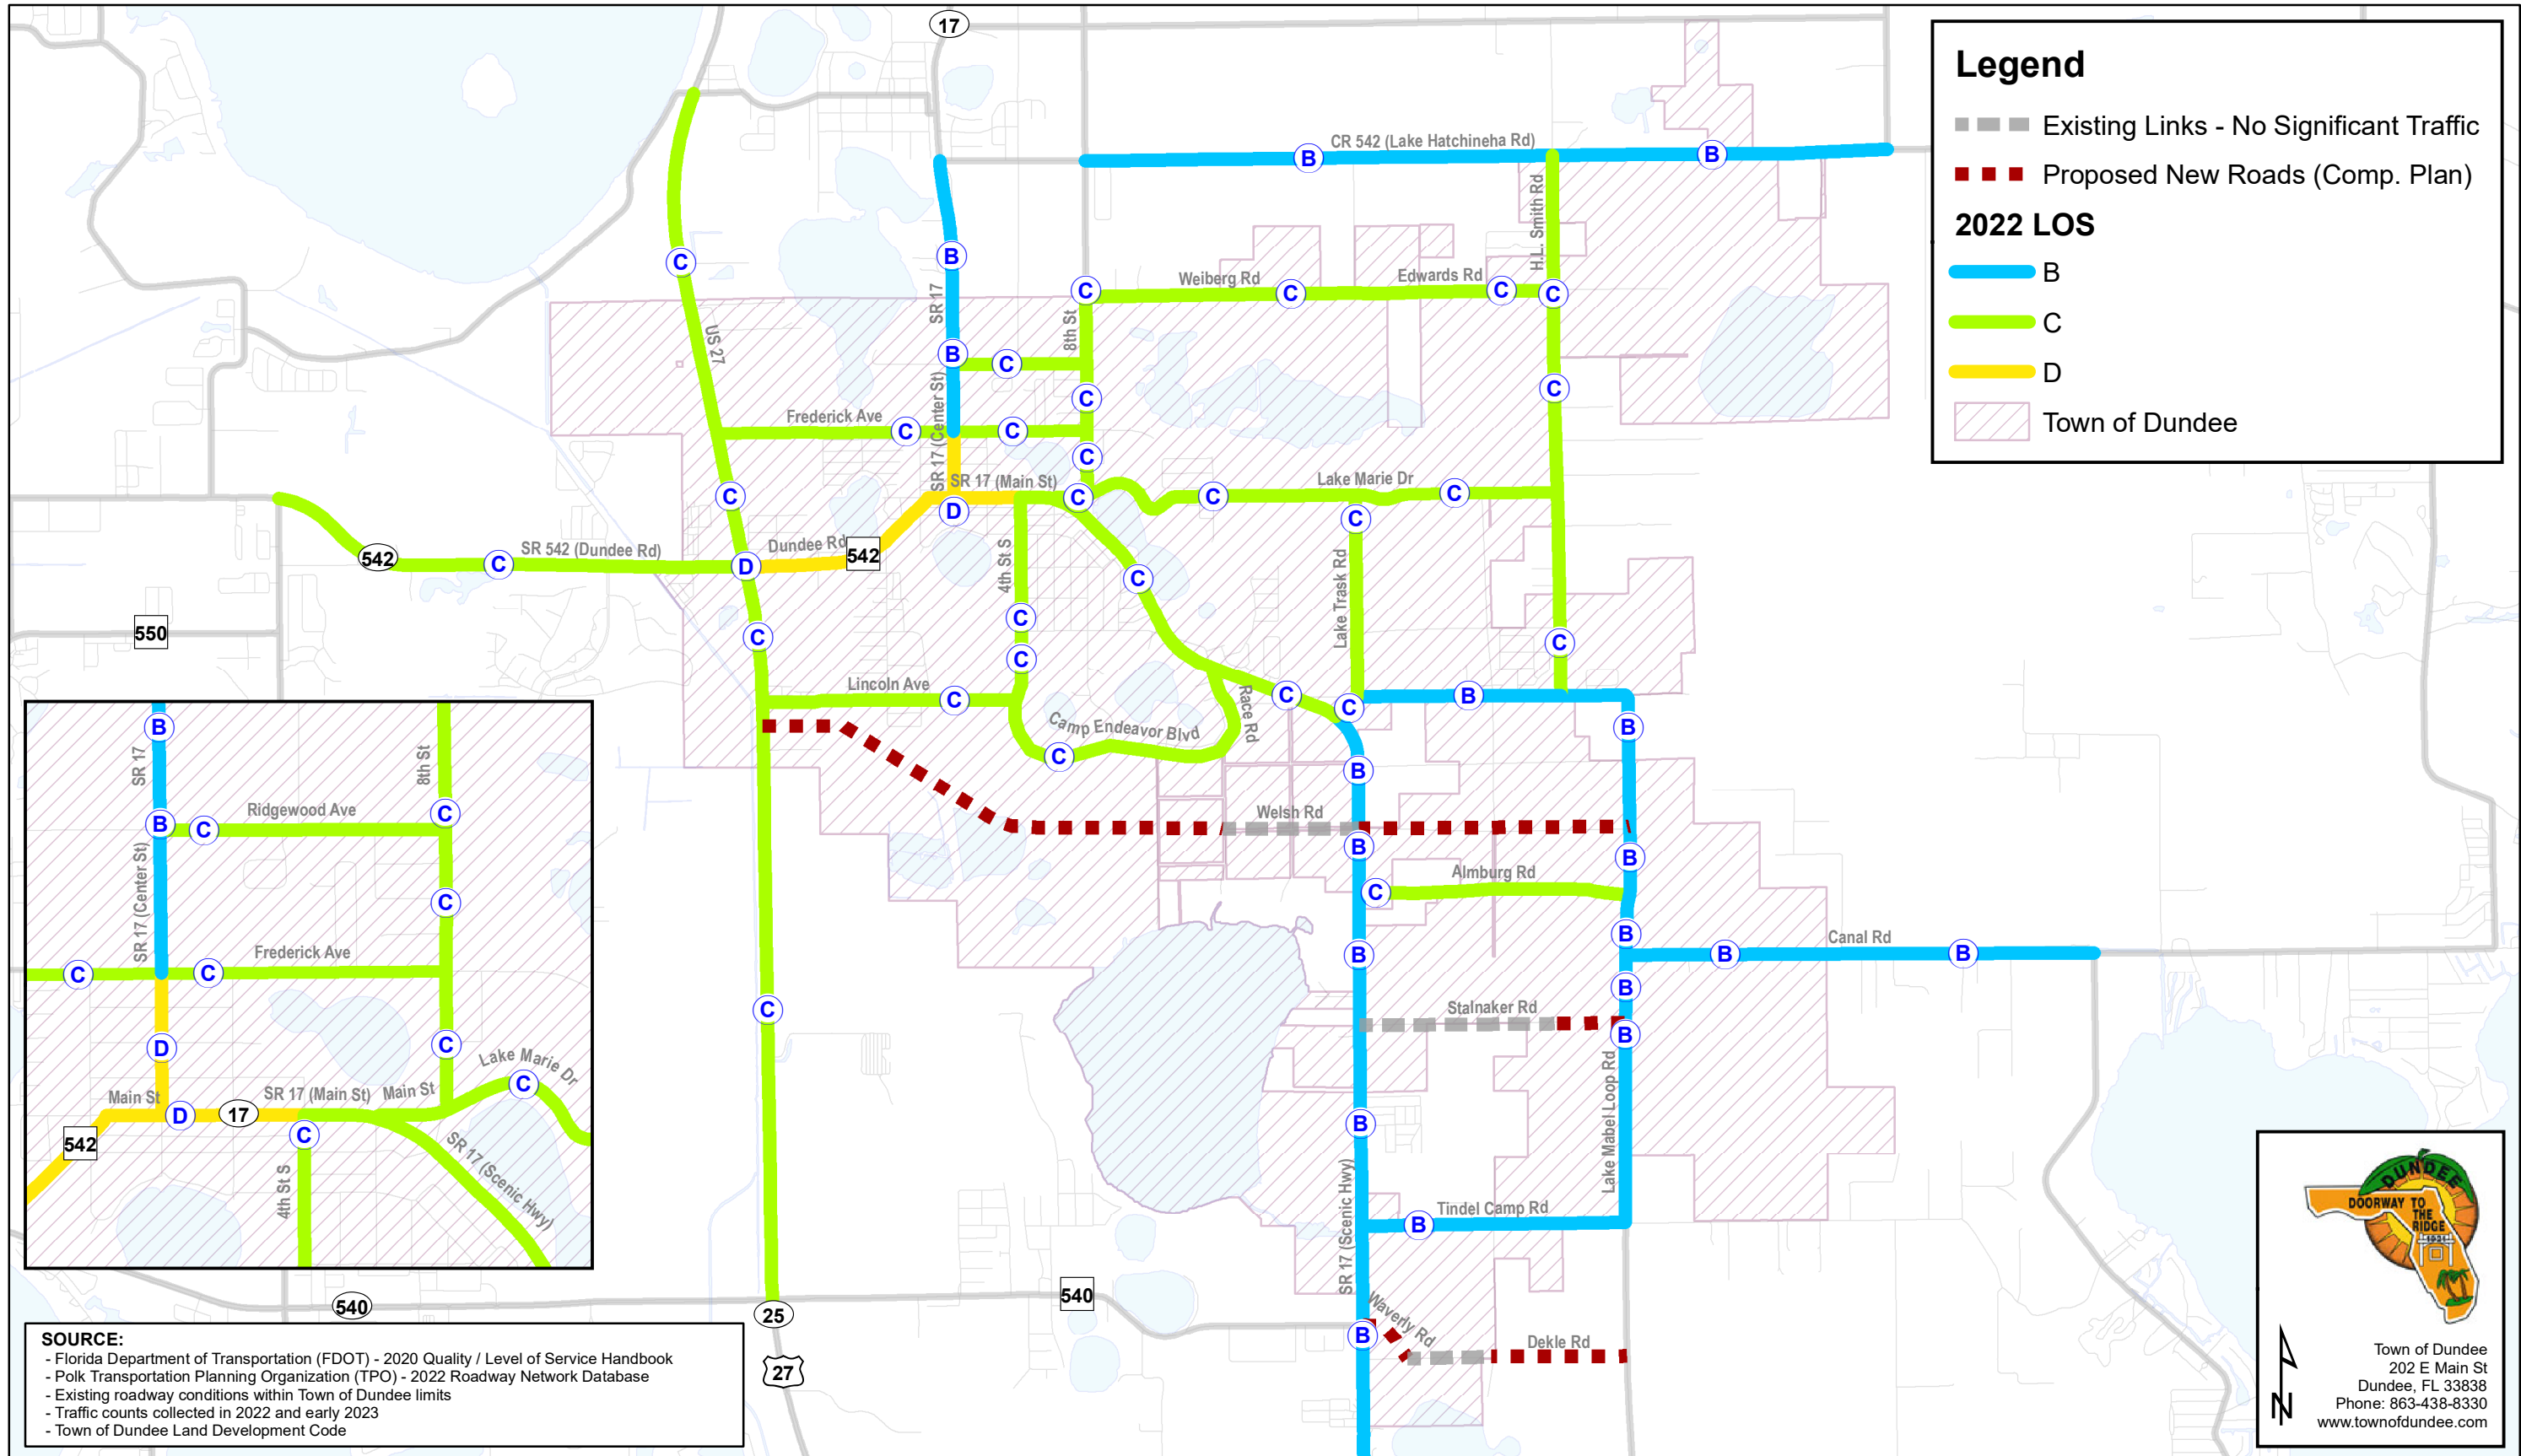 17
Legend
Existing Links - No Significant Traffic
Proposed New Roads (Comp. Plan)
2022 LOS
B
C
D
Town of Dundee
CR 542 (Lake Hatchineha Rd)
B
B
H.L. Smith Rd
C
B
SR 17
US 27
Weiberg Rd
Edwards Rd
C
C
C
C
8th St
B
C
C
C
SR 17 (Center St)
Frederick Ave
C
C
C
SR 17 (Main St)
C
D
C
C
Lake Marie Dr
C
C
542
C
SR 542 (Dundee Rd)
D
Dundee Rd
542
4th St S
C
Lake Trask Rd
550
C
C
C
C
Lincoln Ave
C
Camp Endeavor Blvd
C
Race Rd
C
C
B
B
B
Welsh Rd
B
B
Almburg Rd
C
B
B
Canal Rd
B
B
B
Stalnaker Rd
B
C
B
Lake Mabel Loop Rd
SR 17 (Scenic Hwy)
Tindel Camp Rd
B
B
Waverly Rd
Dekle Rd
540
540
25
27
B
SR 17
8th St
Ridgewood Ave
C
B
C
SR 17 (Center St)
C
Frederick Ave
C
C
D
C
Lake Marie Dr
C
Main St
SR 17 (Main St)
Main St
D
17
542
C
4th St S
SR 17 (Scenic Hwy)
SOURCE:
- Florida Department of Transportation (FDOT) - 2020 Quality / Level of Service Handbook
- Polk Transportation Planning Organization (TPO) - 2022 Roadway Network Database
- Existing roadway conditions within Town of Dundee limits
- Traffic counts collected in 2022 and early 2023
- Town of Dundee Land Development Code
DUNDEE
DOORWAY TO
THE
RIDGE
N
Town of Dundee
202 E Main St
Dundee, FL 33838
Phone: 863-438-8330
www.townofdundee.com